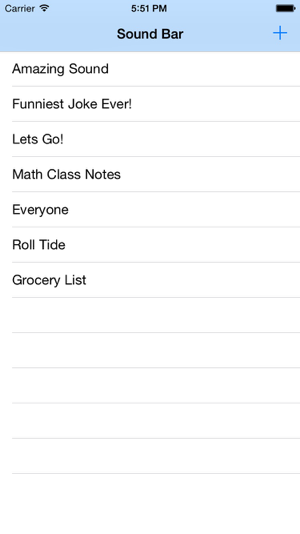 Carrier 5:51 PM
Sound Bar +
Amazing Sound
Funniest Joke Ever!
Lets Go!
Math Class Notes
Everyone
Roll Tide
Grocery List